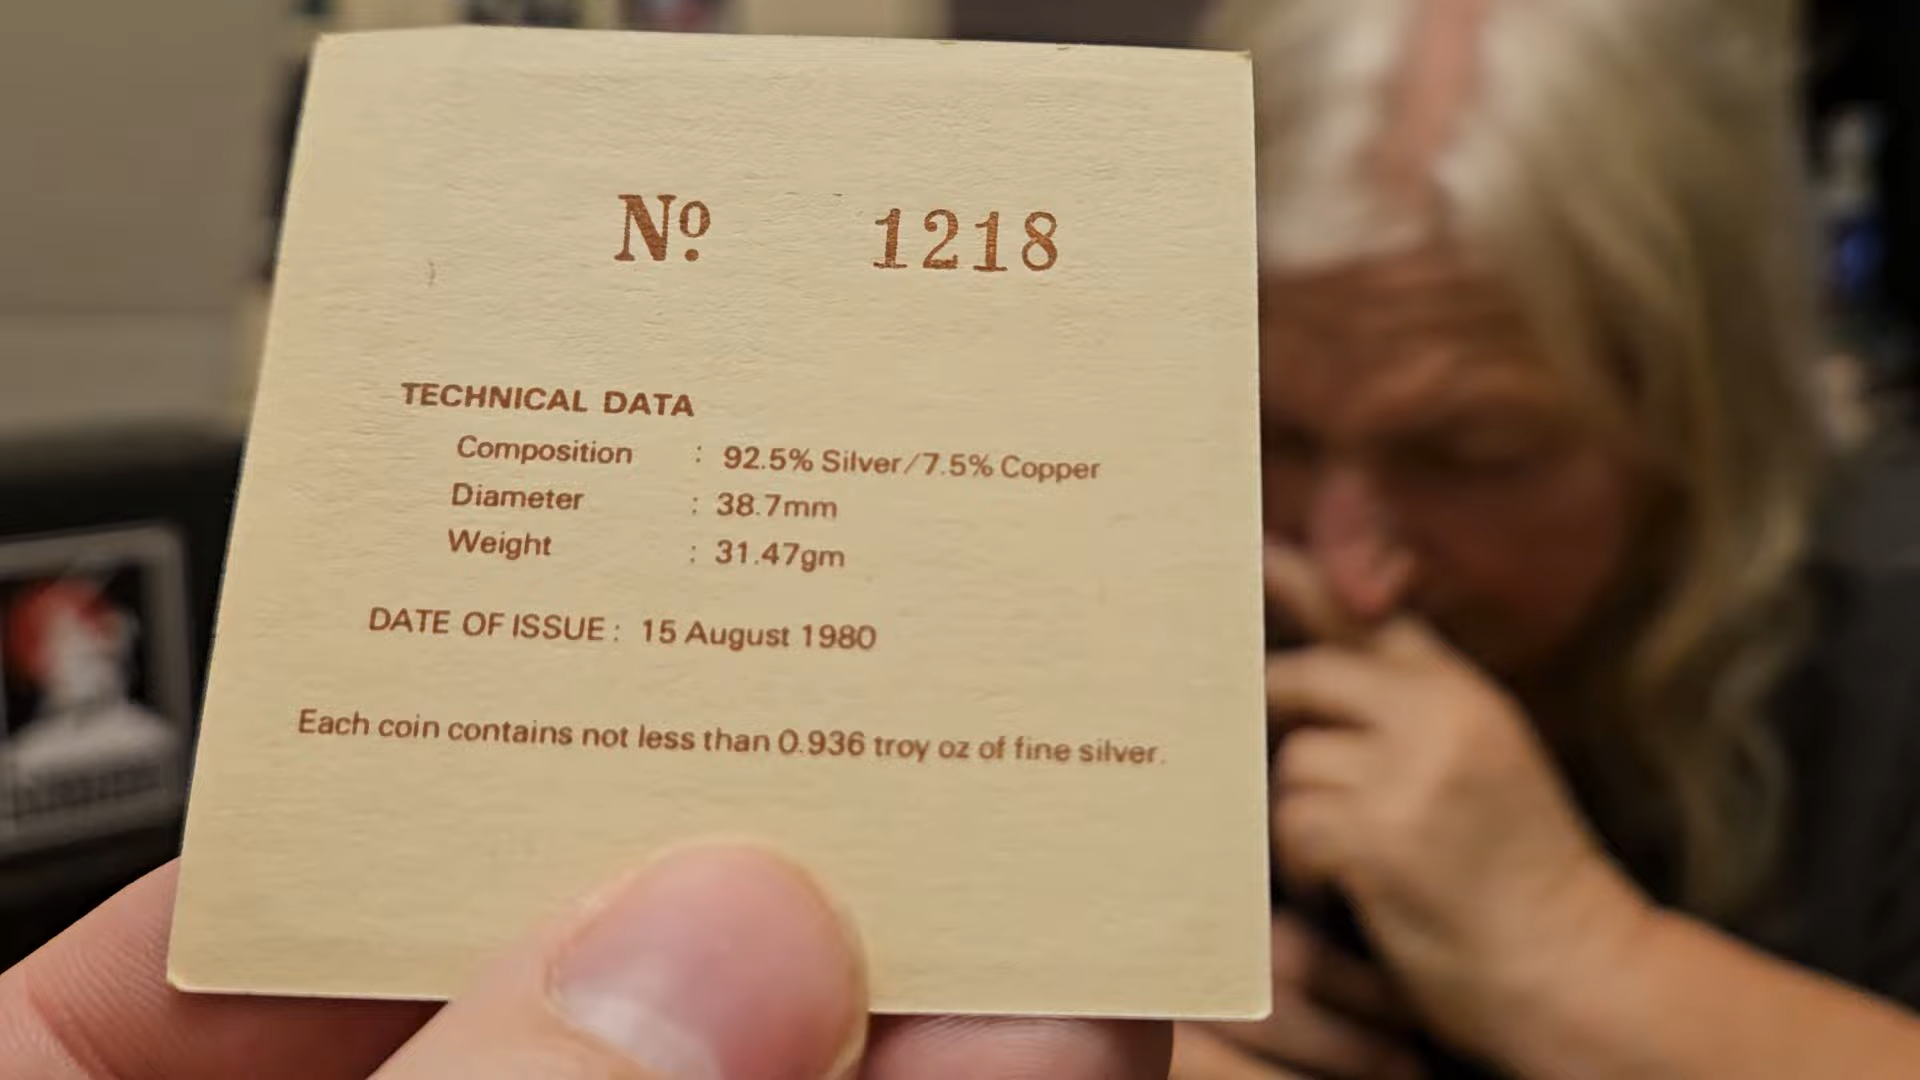 Nº 1218
TECHNICAL DATA
Composition : 92.5% Silver/7.5% Copper
Diameter : 38.7mm
Weight : 31.47gm
DATE OF ISSUE: 15 August 1980
Each coin contains not less than 0.936 troy oz of fine silver.